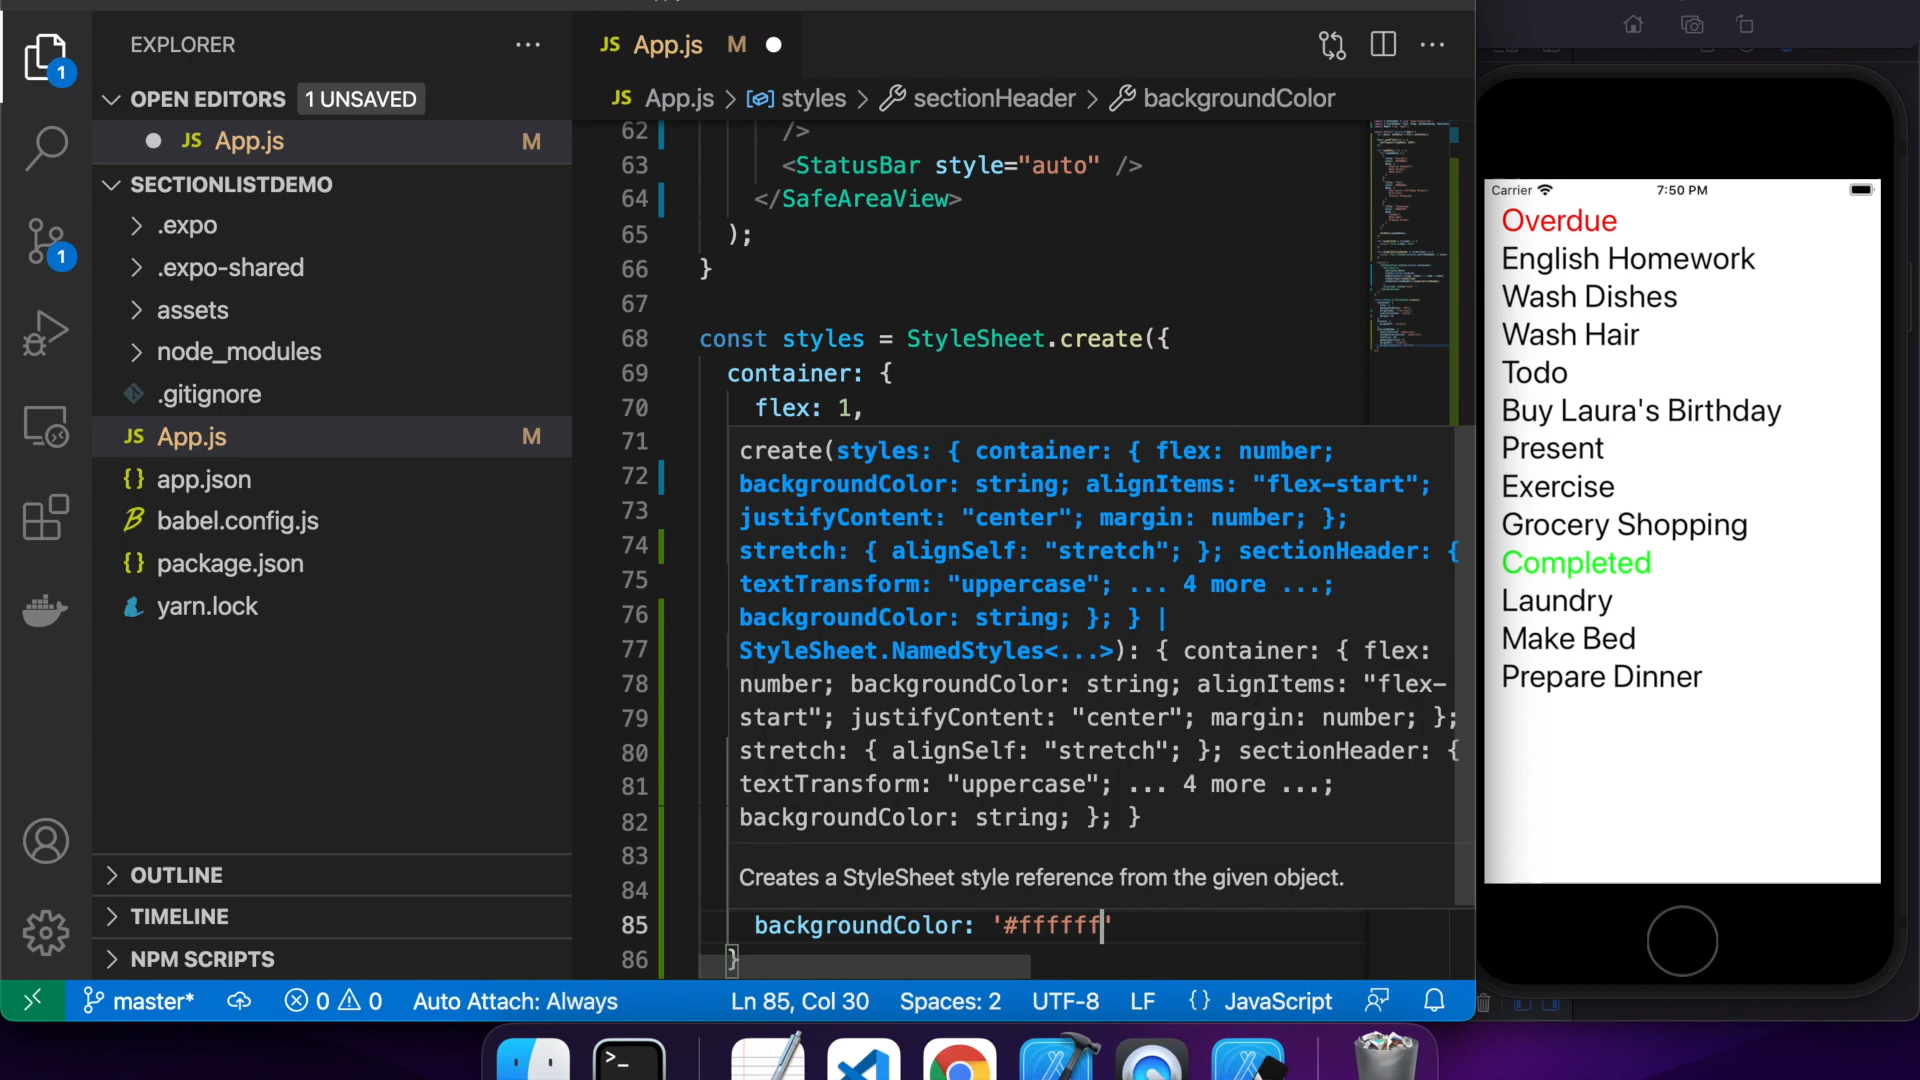 EXPLORER
OPEN EDITORS 1 UNSAVED
JS App.js M
SECTIONLISTDEMO
.expo
.expo-shared
assets
node_modules
.gitignore
JS App.js M
{} app.json
babel.config.js
{} package.json
yarn.lock
OUTLINE
TIMELINE
NPM SCRIPTS
1
1
JS App.js M
JS App.js > styles > sectionHeader > backgroundColor
62 />
63 <StatusBar style="auto" />
64 </SafeAreaView>
65 );
66 }
67
68 const styles = StyleSheet.create({
69 container: {
70 flex: 1,
71
72
73
74
75
76
77
78
79
80
81
82
83
84
create(styles: { container: { flex: number;
backgroundColor: string; alignItems: "flex-start";
justifyContent: "center"; margin: number; };
stretch: { alignSelf: "stretch"; }; sectionHeader: {
textTransform: "uppercase"; ... 4 more ...;
backgroundColor: string; }; } |
StyleSheet.NamedStyles<...>): { container: { flex:
number; backgroundColor: string; alignItems: "flex-
start"; justifyContent: "center"; margin: number; };
stretch: { alignSelf: "stretch"; }; sectionHeader: {
textTransform: "uppercase"; ... 4 more ...;
backgroundColor: string; }; }
Creates a StyleSheet style reference from the given object.
85 backgroundColor: '#ffffff'
86 }
master* 0 0 Auto Attach: Always Ln 85, Col 30 Spaces: 2 UTF-8 LF {} JavaScript
Carrier 7:50 PM
Overdue
English Homework
Wash Dishes
Wash Hair
Todo
Buy Laura's Birthday
Present
Exercise
Grocery Shopping
Completed
Laundry
Make Bed
Prepare Dinner
>_